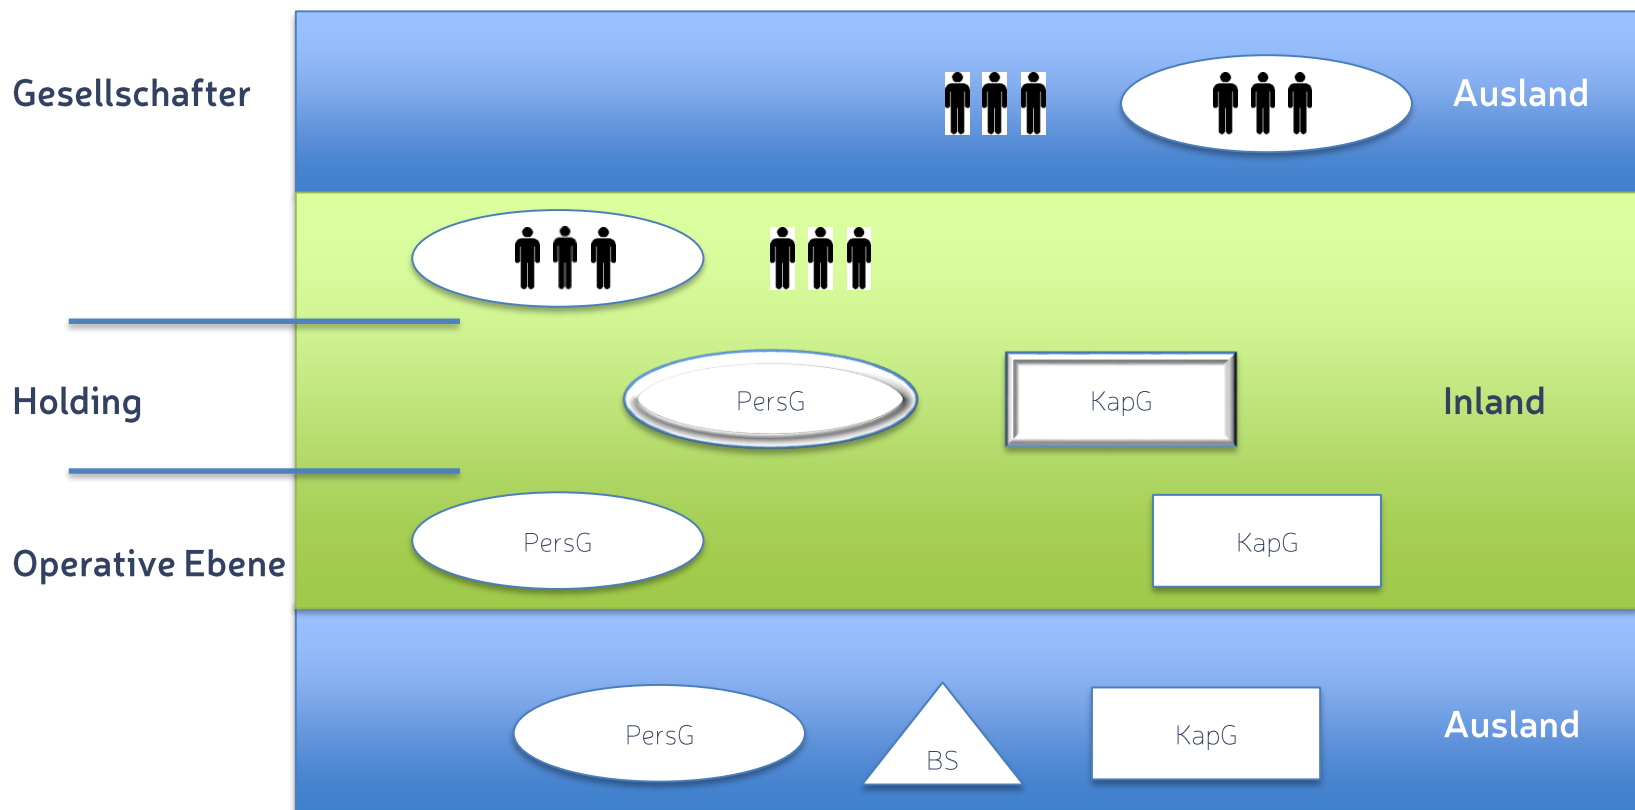 Gesellschafter
Ausland
Holding
PersG
KapG
Inland
PersG
KapG
Operative Ebene
PersG
BS
KapG
Ausland